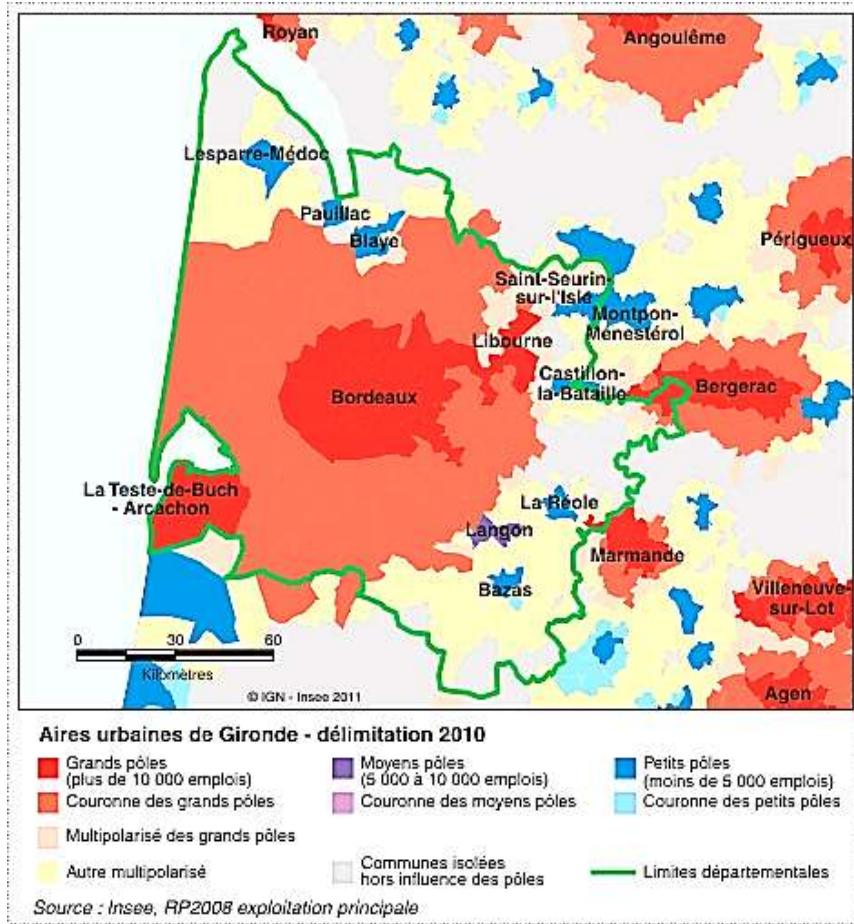 Royan
Angoulême
Lesparre-Médoc
Périgueux
Pauillac
Blaye
Saint-Seurin-
sur-l'Isle
Montpon-
Ménestérol
Libourne
Castillon-
la-Bataille
Bergerac
Bordeaux
La Teste-de-Buch
- Arcachon
La Réole
Langon
Marmande
Bazas
Villeneuve-
sur-Lot
Agen
0 30 60
Kilomètres
© IGN - Insee 2011
Aires urbaines de Gironde - délimitation 2010
Grands pôles
(plus de 10 000 emplois)
Couronne des grands pôles
Multipolarisé des grands pôles
Autre multipolarisé
Moyens pôles
(5 000 à 10 000 emplois)
Couronne des moyens pôles
Communes isolées
hors influence des pôles
Petits pôles
(moins de 5 000 emplois)
Couronne des petits pôles
Limites départementales
Source : Insee, RP2008 exploitation principale